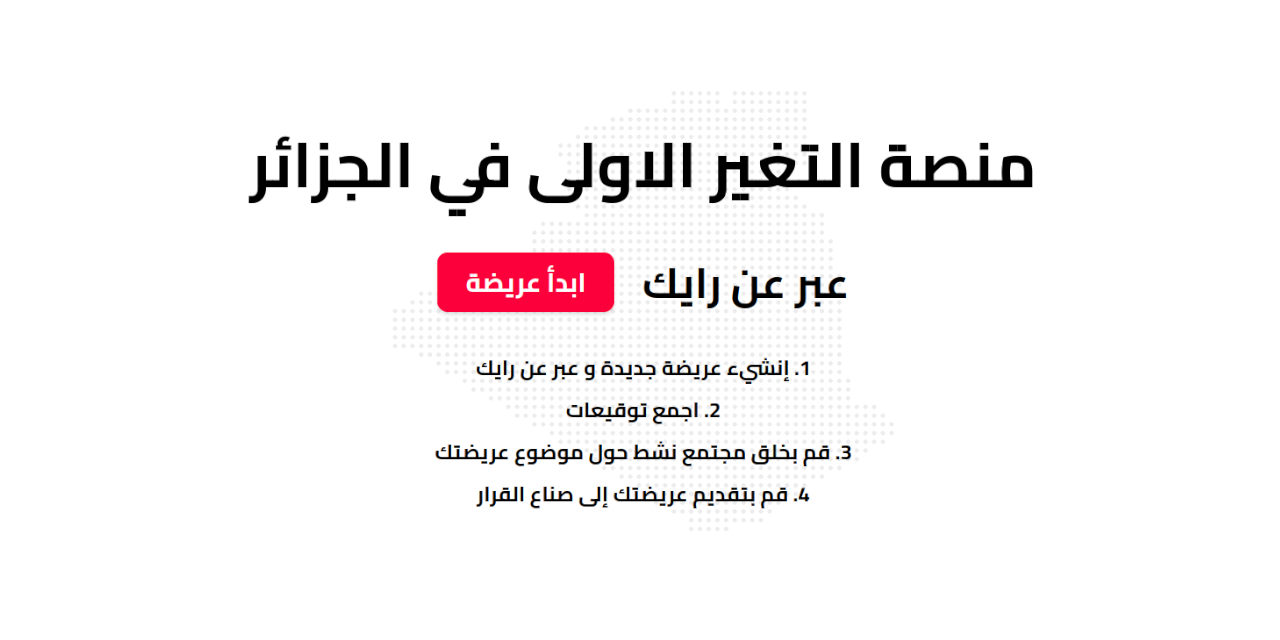 منصة التغير الاولى في الجزائر
عبر عن رايك
ابدأ عريضة
1. إنشيء عريضة جديدة و عبر عن رايك
2. اجمع توقيعات
3. قم بخلق مجتمع نشط حول موضوع عريضتك
4. قم بتقديم عريضتك إلى صناع القرار